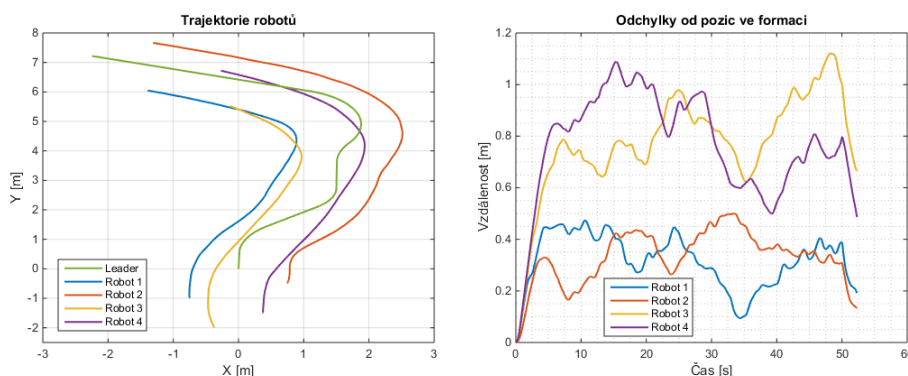 Trajektorie robotů
Y [m]
8
7
6
5
4
3
2
1
0
-1
-2
Leader
Robot 1
Robot 2
Robot 3
Robot 4
-3
-2
-1
0
1
2
3
X [m]
Odchylky od pozic ve formaci
Vzdálenost [m]
1.2
1
0.8
0.6
0.4
0.2
0
Robot 1
Robot 2
Robot 3
Robot 4
0
10
20
30
40
50
60
Čas [s]